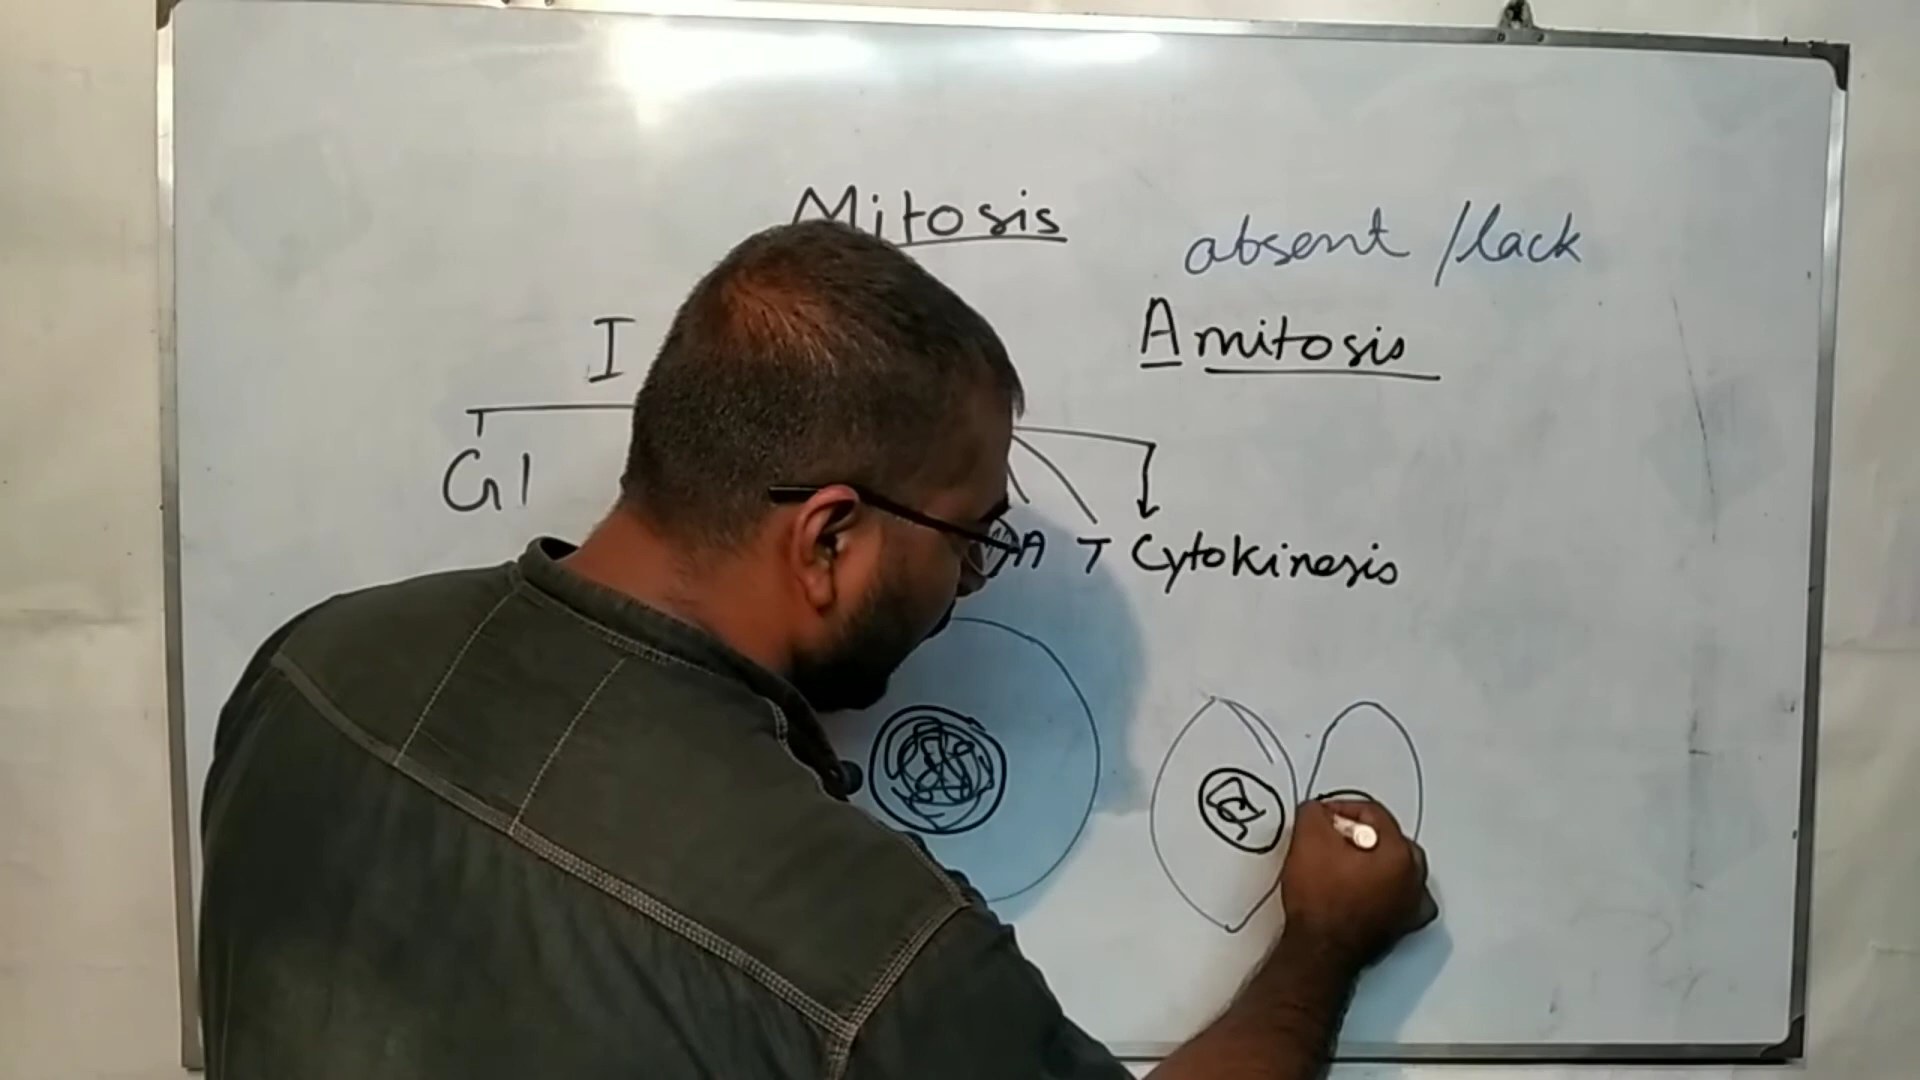 Mitosis
absent / lack
I
Amitosis
G1
A T Cytokinesis